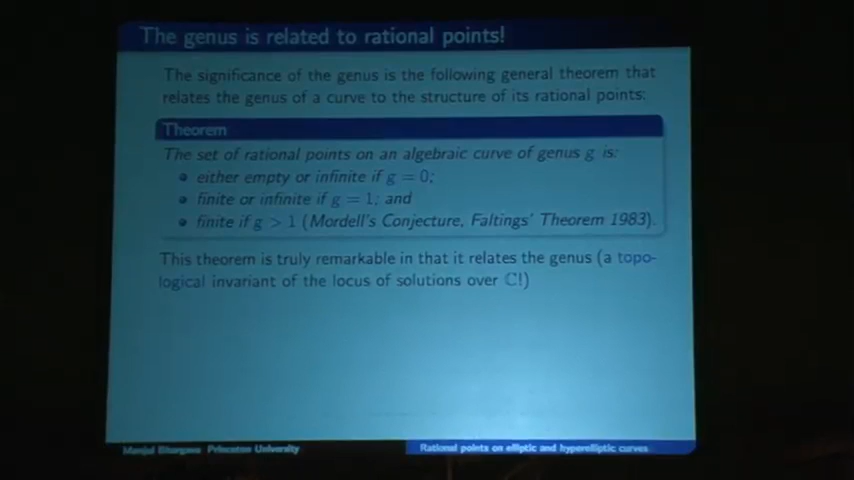 The genus is related to rational points!
The significance of the genus is the following general theorem that
relates the genus of a curve to the structure of its rational points:
Theorem
The set of rational points on an algebraic curve of genus g is:
either empty or infinite if g = 0;
finite or infinite if g = 1; and
finite if g > 1 (Mordell's Conjecture, Faltings' Theorem 1983).
This theorem is truly remarkable in that it relates the genus (a topo-
logical invariant of the locus of solutions over ℂ!)
Manjul Bhargava Princeton University
Rational points on elliptic and hyperelliptic curves